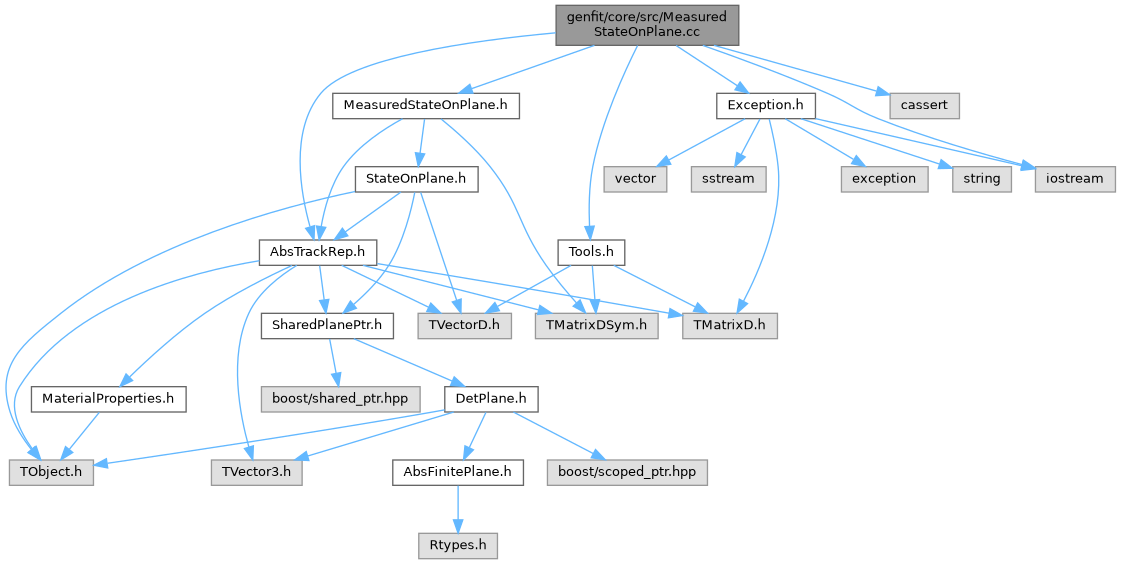 genfit/core/src/Measured
StateOnPlane.cc
MeasuredStateOnPlane.h
Exception.h
cassert
StateOnPlane.h
vector
sstream
exception
string
iostream
AbsTrackRep.h
Tools.h
SharedPlanePtr.h
TVectorD.h
TMatrixDSym.h
TMatrixD.h
MaterialProperties.h
boost/shared_ptr.hpp
DetPlane.h
TObject.h
TVector3.h
AbsFinitePlane.h
boost/scoped_ptr.hpp
Rtypes.h